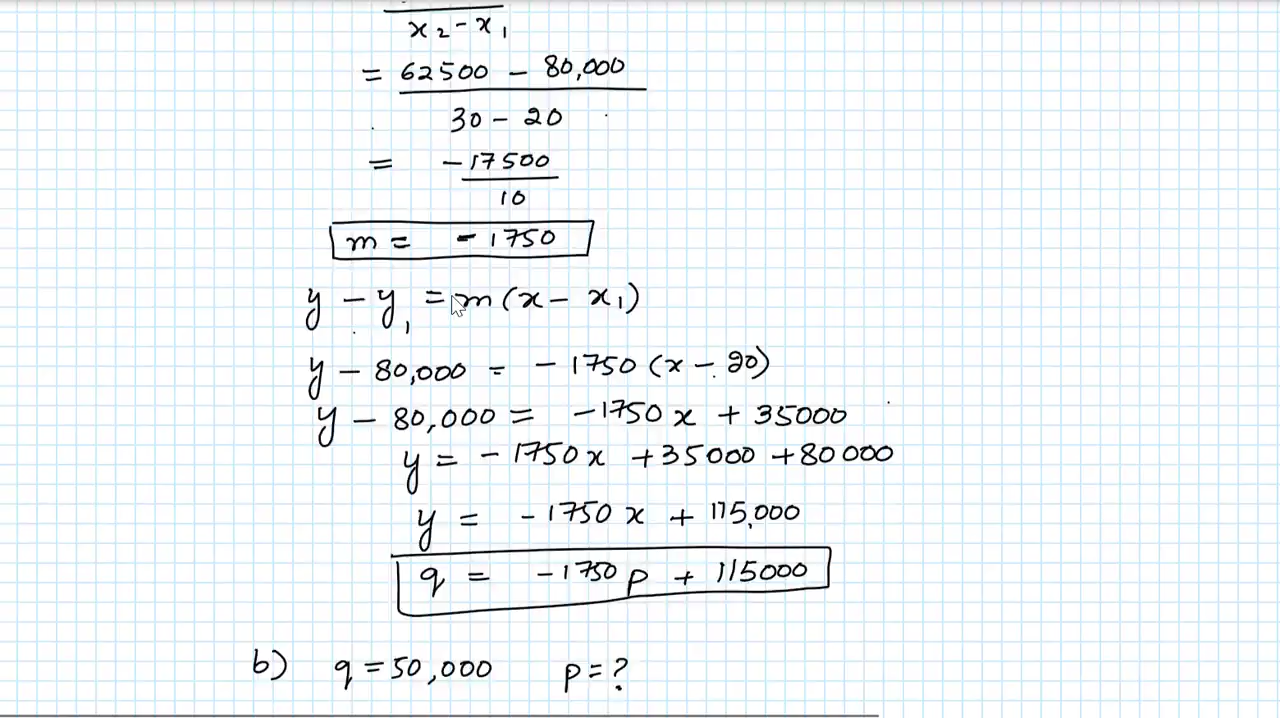 x₂ - x₁
= 62500 - 80,000
30 - 20
= -17500
10
m = -1750
y - y₁ = m(x - x₁)
y - 80,000 = -1750(x - 20)
y - 80,000 = -1750x + 35000
y = -1750x + 35000 + 80000
y = -1750x + 115,000
q = -1750p + 115000
b) q = 50,000 p = ?